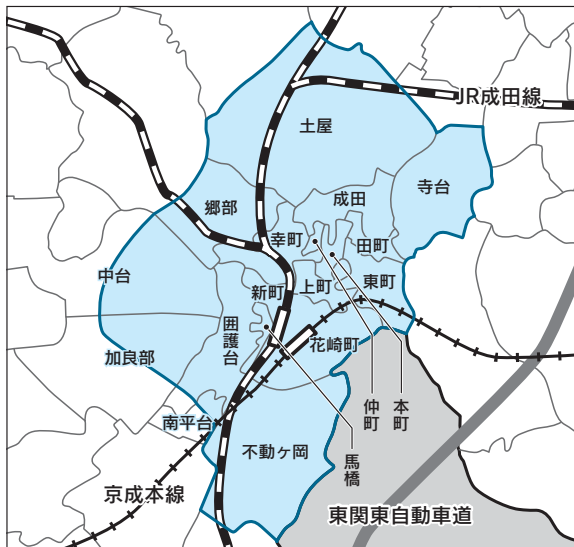 JR成田線
土屋
寺台
成田
郷部
幸町
田町
中台
新町
上町
東町
囲護台
花崎町
加良部
仲町
本町
南平台
馬橋
不動ヶ岡
京成本線
東関東自動車道